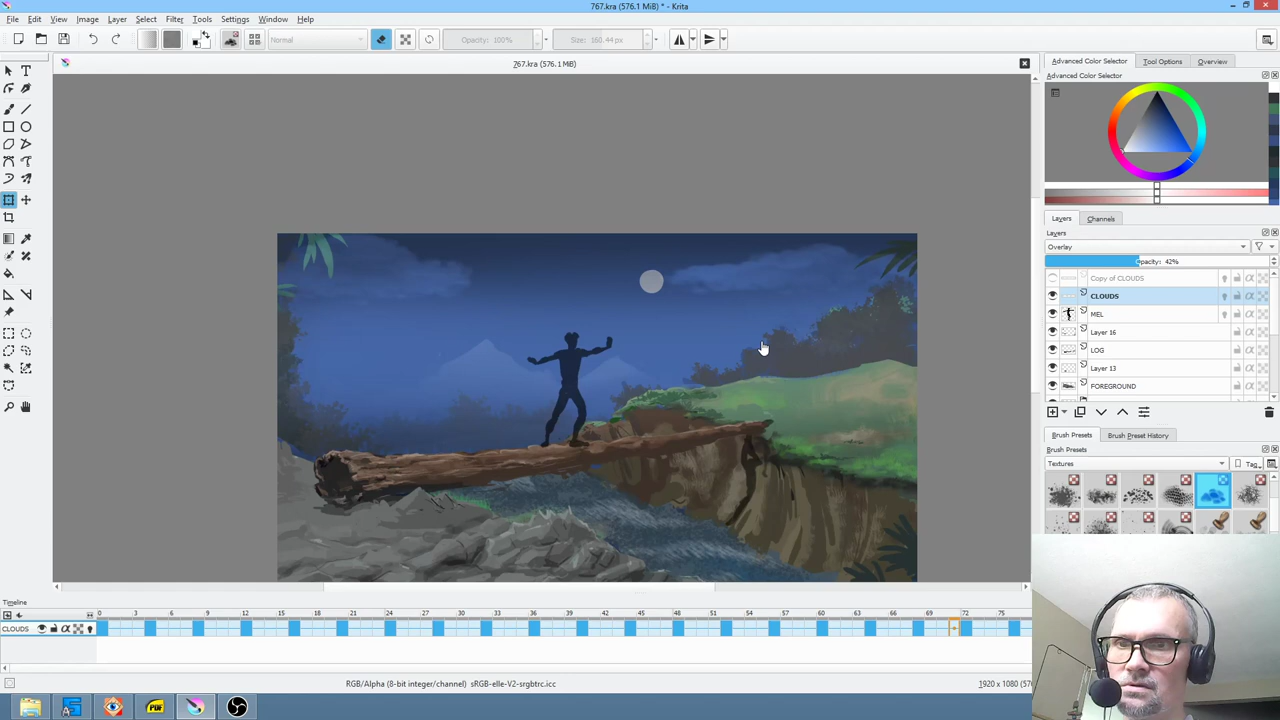 767.kra (576.1 MiB) * - Krita
File Edit View Image Layer Select Filter Tools Settings Window Help
Normal Opacity: 100% Size: 160.44 px
767.kra (576.1 MiB)
Advanced Color Selector Tool Options Overview
Advanced Color Selector
Layers Channels
Layers
Overlay
Opacity: 42%
Copy of CLOUDS
CLOUDS
MEL
Layer 16
LOG
Layer 13
FOREGROUND
Brush Presets Brush Preset History
Brush Presets
Textures Tag
Timeline
0 3 6 9 12 15 18 21 24 27 30 33 36 39 42 45 48 51 54 57 60 63 66 69 72 75
CLOUDS
RGB/Alpha (8-bit integer/channel) sRGB-elle-V2-srgbtrc.icc
1920 x 1080 (57
PDF